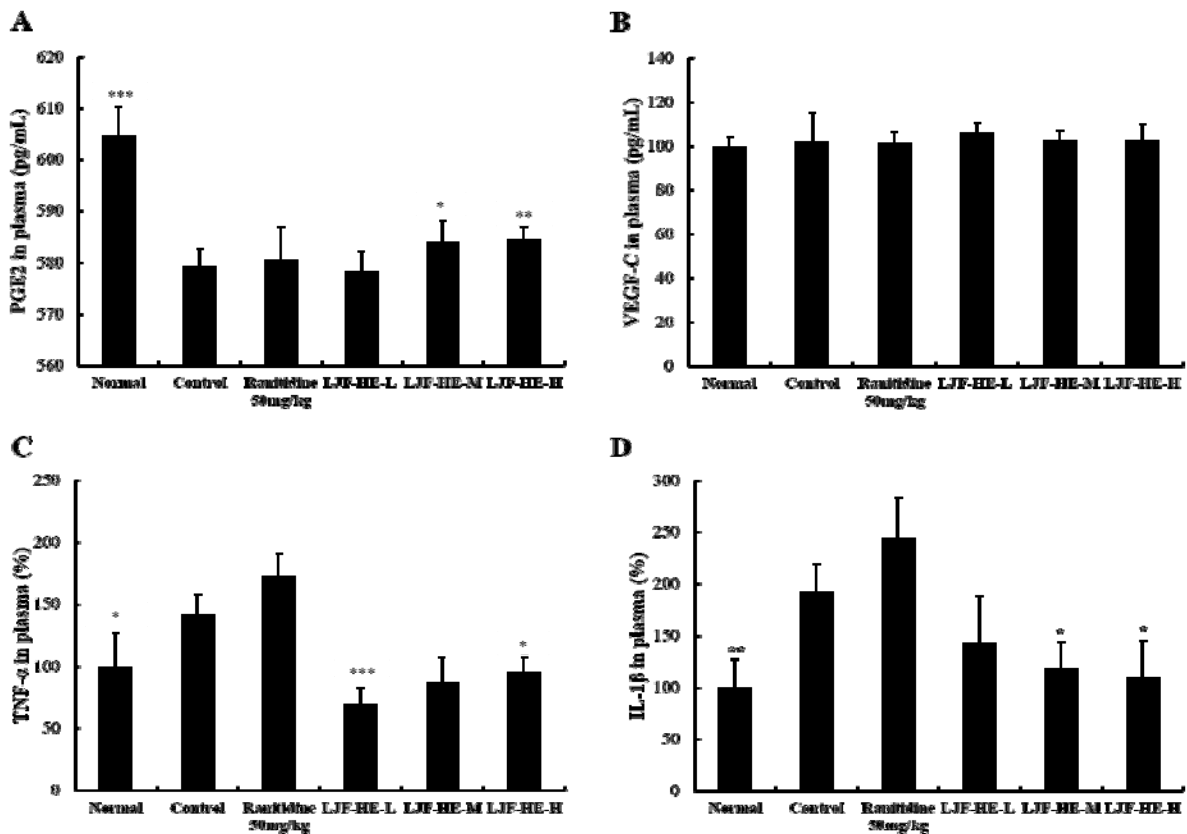 A
PGE2 in plasma (pg/mL)
620
610
600
590
580
570
560
***
*
**
Normal Control Ranitidine LJF-HE-L LJF-HE-M LJF-HE-H
50mg/kg
B
VEGF-C in plasma (pg/mL)
140
120
100
80
60
40
20
0
Normal Control Ranitidine LJF-HE-L LJF-HE-M LJF-HE-H
50mg/kg
C
TNF-α in plasma (%)
250
200
150
100
50
0
*
***
*
Normal Control Ranitidine LJF-HE-L LJF-HE-M LJF-HE-H
50mg/kg
D
IL-1β in plasma (%)
300
250
200
150
100
50
0
**
*
*
Normal Control Ranitidine LJF-HE-L LJF-HE-M LJF-HE-H
50mg/kg